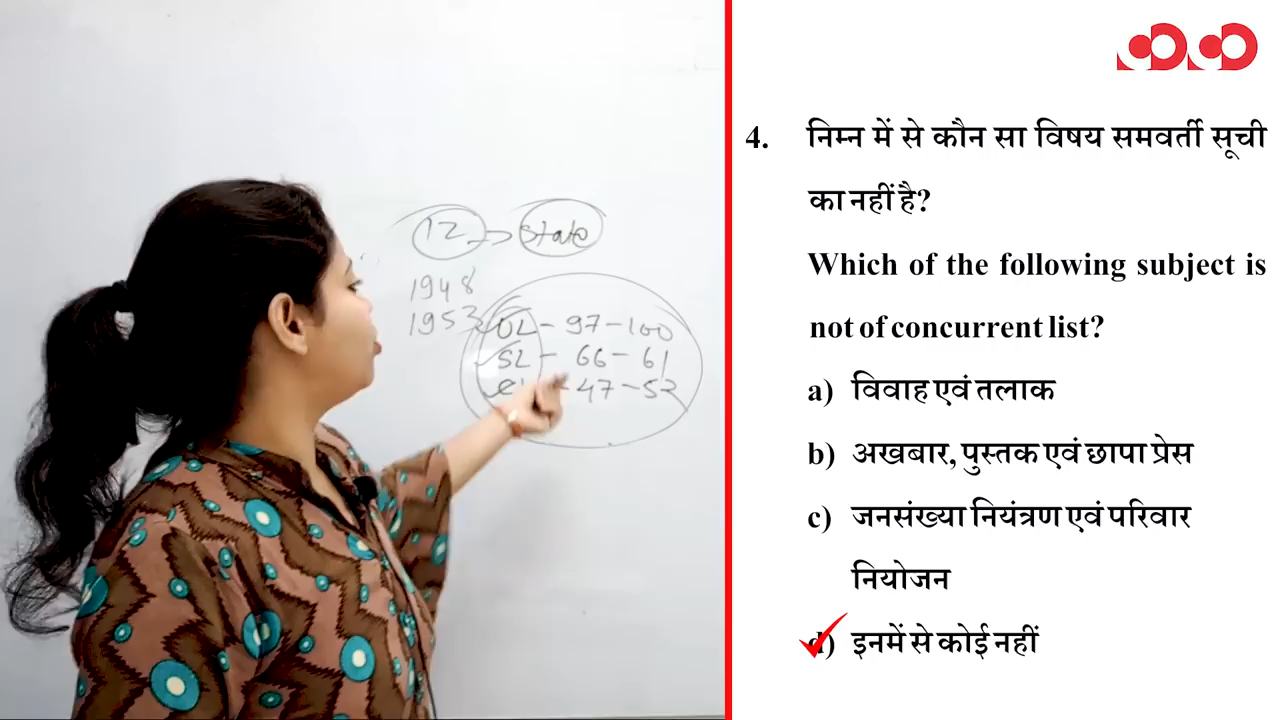 12 → State
1948
1953
UL - 97 - 100
SL - 66 - 61
CL - 47 - 52
4. निम्न में से कौन सा विषय समवर्ती सूची
का नहीं है?
Which of the following subject is
not of concurrent list?
a) विवाह एवं तलाक
b) अखबार, पुस्तक एवं छापा प्रेस
c) जनसंख्या नियंत्रण एवं परिवार
नियोजन
d) इनमें से कोई नहीं